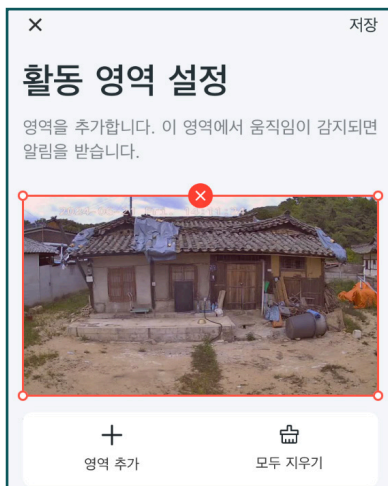 저장
활동 영역 설정
영역을 추가합니다. 이 영역에서 움직임이 감지되면
알림을 받습니다.
영역 추가
모두 지우기